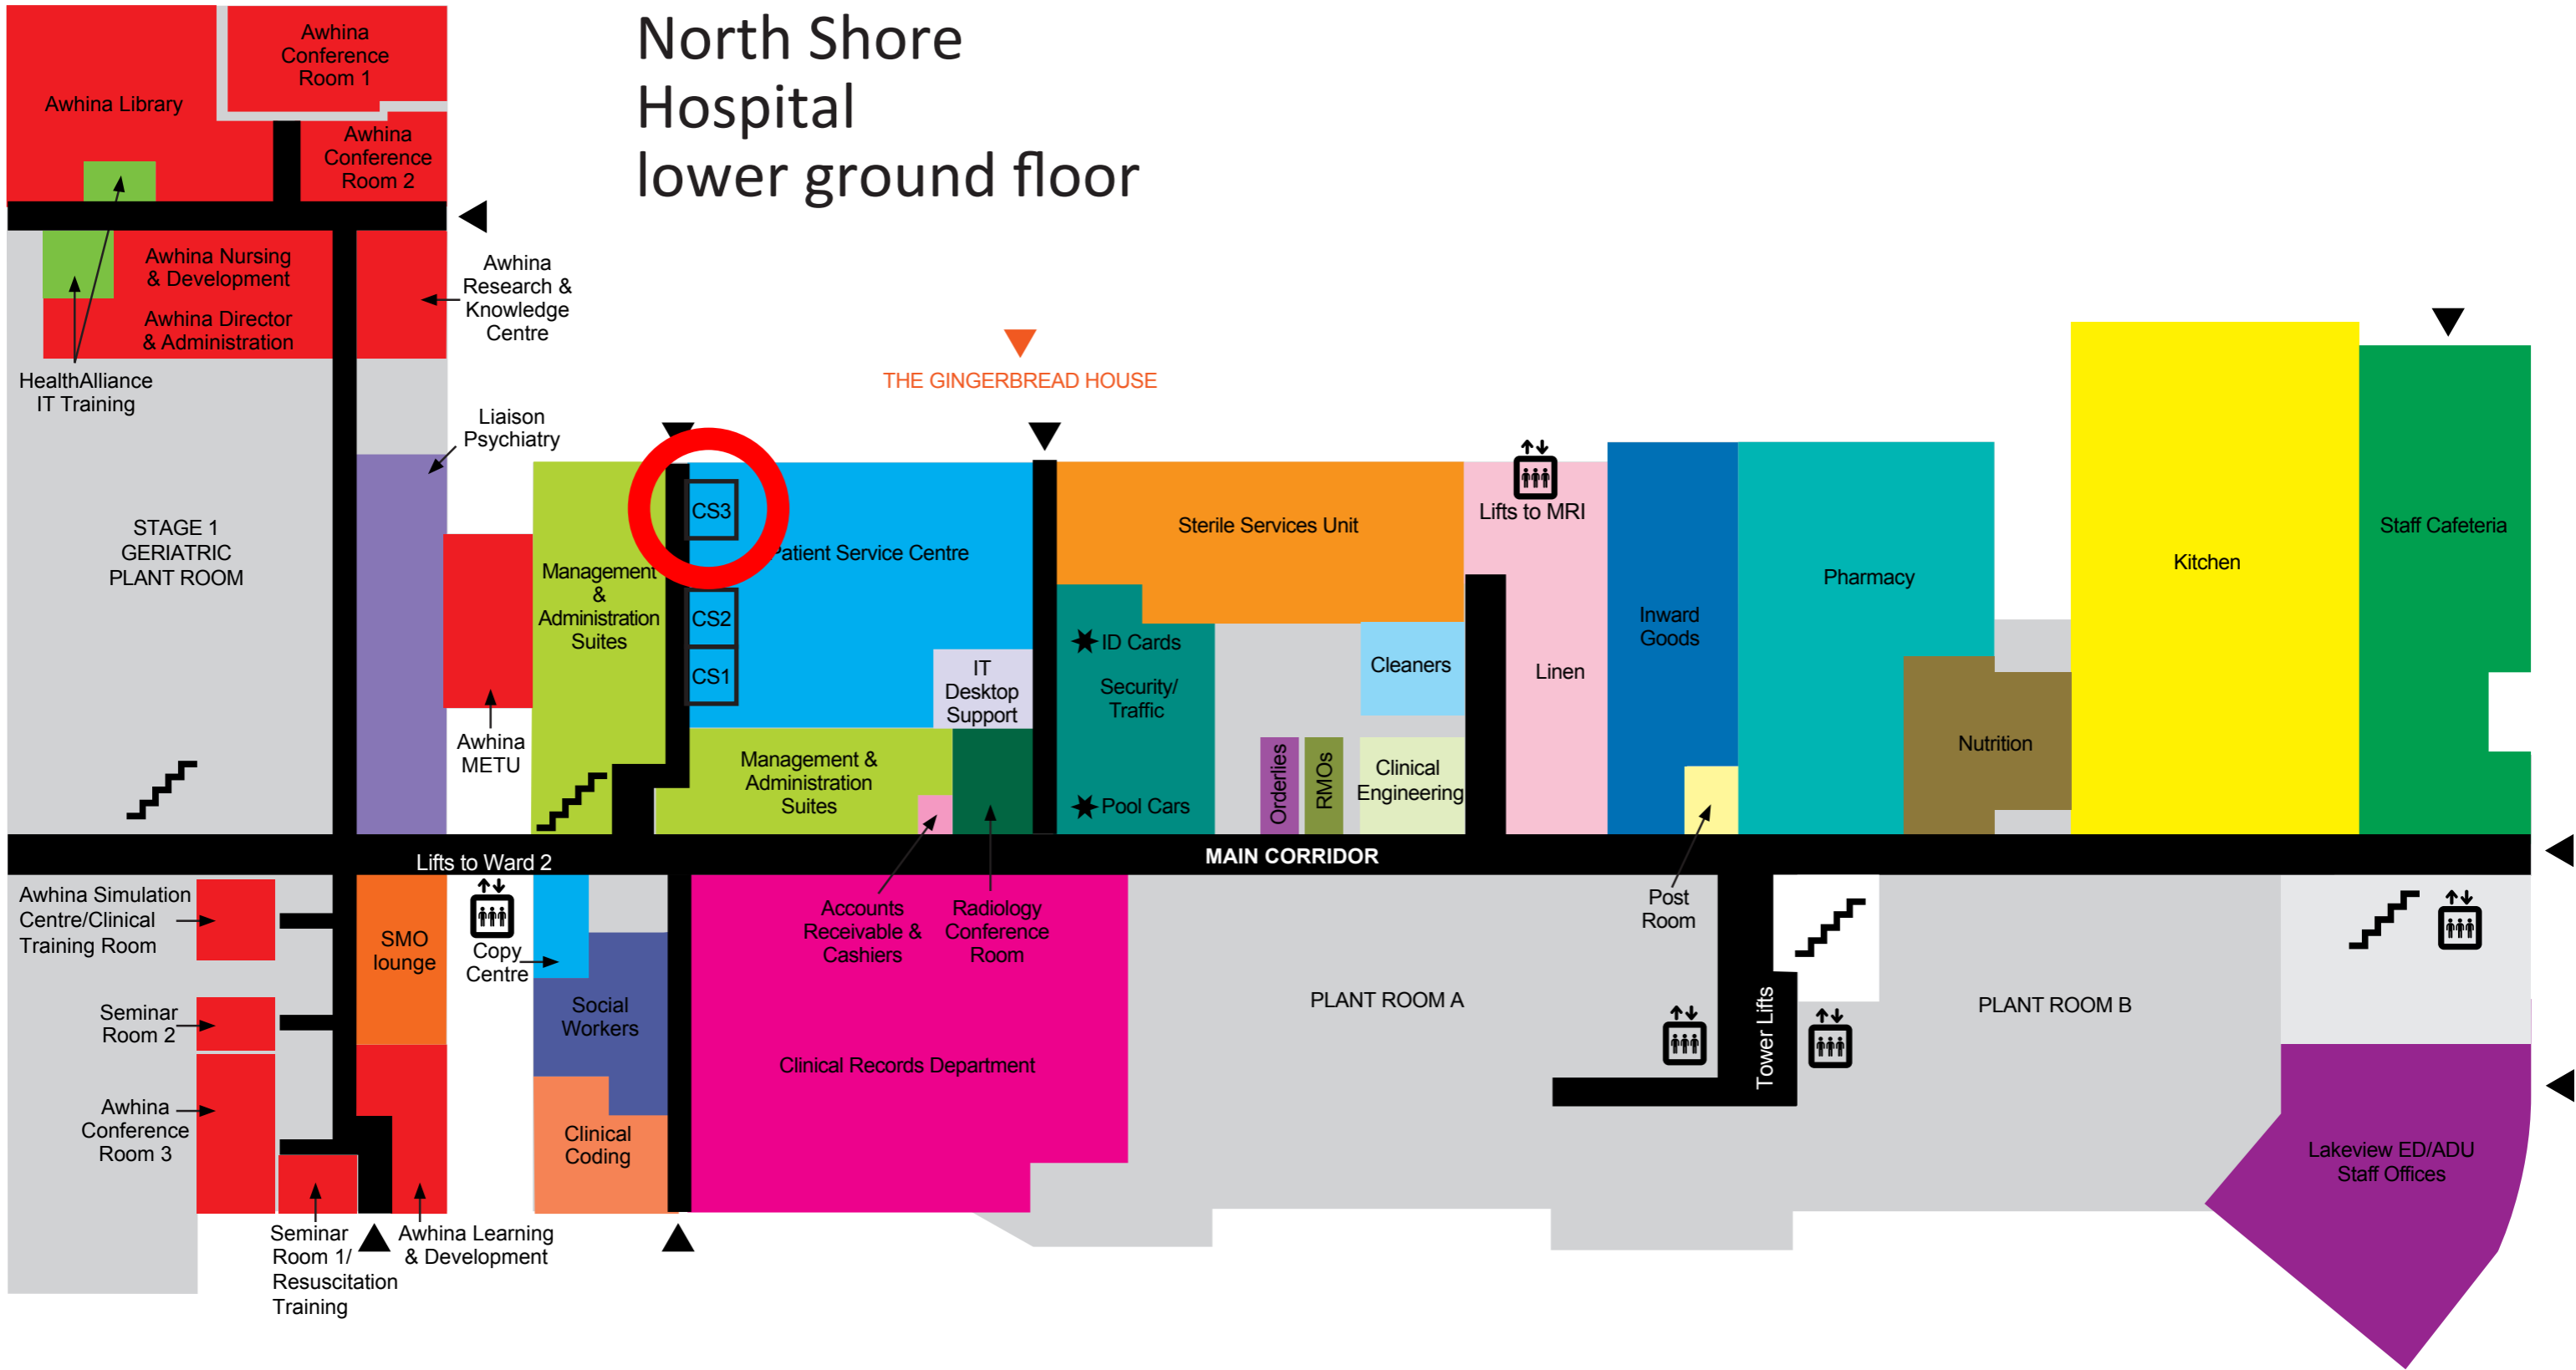 North Shore
Hospital
lower ground floor
Awhina
Conference
Room 1
Awhina Library
Awhina
Conference
Room 2
Awhina Nursing
& Development
Awhina Director
& Administration
Awhina
Research &
Knowledge
Centre
HealthAlliance
IT Training
THE GINGERBREAD HOUSE
Liaison
Psychiatry
STAGE 1
GERIATRIC
PLANT ROOM
Awhina
METU
Management
&
Administration
Suites
CS3
CS2
CS1
Patient Service Centre
IT
Desktop
Support
Management &
Administration
Suites
Sterile Services Unit
ID Cards
Security/
Traffic
Pool Cars
Cleaners
Orderlies
RMOs
Clinical
Engineering
Lifts to MRI
Linen
Inward
Goods
Pharmacy
Nutrition
Kitchen
Staff Cafeteria
Lifts to Ward 2
MAIN CORRIDOR
Awhina Simulation
Centre/Clinical
Training Room
Seminar
Room 2
Awhina
Conference
Room 3
Seminar
Room 1/
Resuscitation
Training
SMO
lounge
Awhina Learning
& Development
Copy
Centre
Social
Workers
Clinical
Coding
Accounts
Receivable &
Cashiers
Radiology
Conference
Room
Clinical Records Department
PLANT ROOM A
Post
Room
Tower Lifts
PLANT ROOM B
Lakeview ED/ADU
Staff Offices